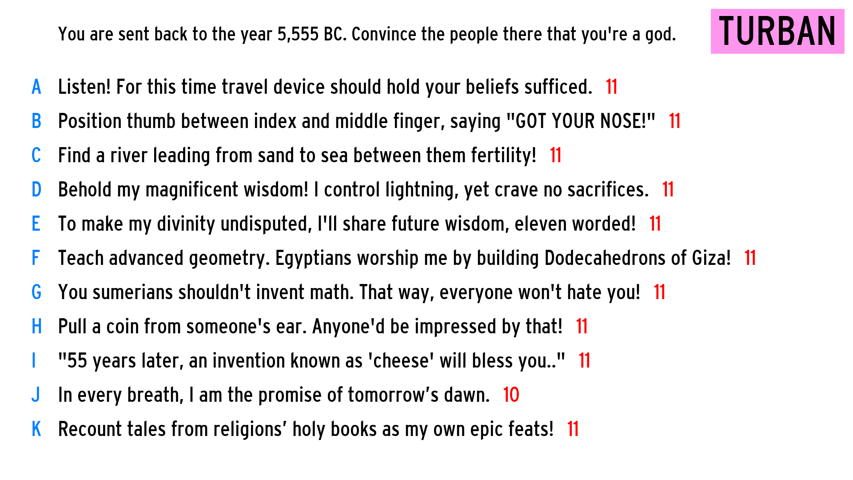 You are sent back to the year 5,555 BC. Convince the people there that you're a god.
TURBAN
A Listen! For this time travel device should hold your beliefs sufficed. 11
B Position thumb between index and middle finger, saying "GOT YOUR NOSE!" 11
C Find a river leading from sand to sea between them fertility! 11
D Behold my magnificent wisdom! I control lightning, yet crave no sacrifices. 11
E To make my divinity undisputed, I'll share future wisdom, eleven worded! 11
F Teach advanced geometry. Egyptians worship me by building Dodecahedrons of Giza! 11
G You sumerians shouldn't invent math. That way, everyone won't hate you! 11
H Pull a coin from someone's ear. Anyone'd be impressed by that! 11
I "55 years later, an invention known as 'cheese' will bless you.." 11
J In every breath, I am the promise of tomorrow’s dawn. 10
K Recount tales from religions’ holy books as my own epic feats! 11